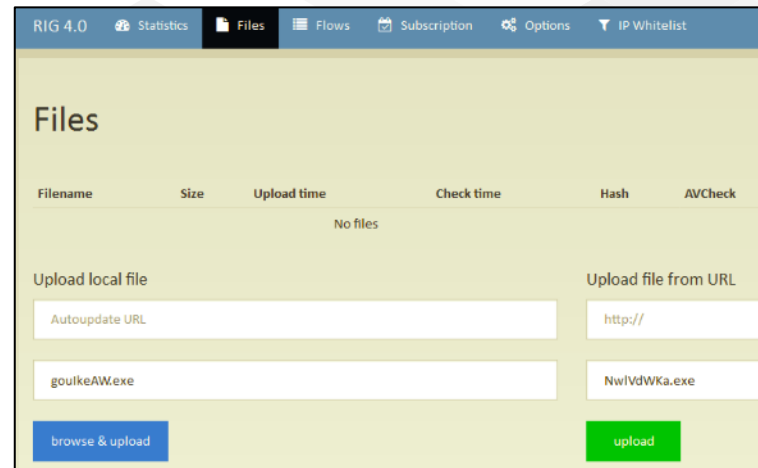 RIG 4.0 Statistics Files Flows Subscription Options IP Whitelist
Files
Filename Size Upload time Check time Hash AVCheck
No files
Upload local file Upload file from URL
Autoupdate URL http://
gouIkeAW.exe NwlVdWKa.exe
browse & upload upload